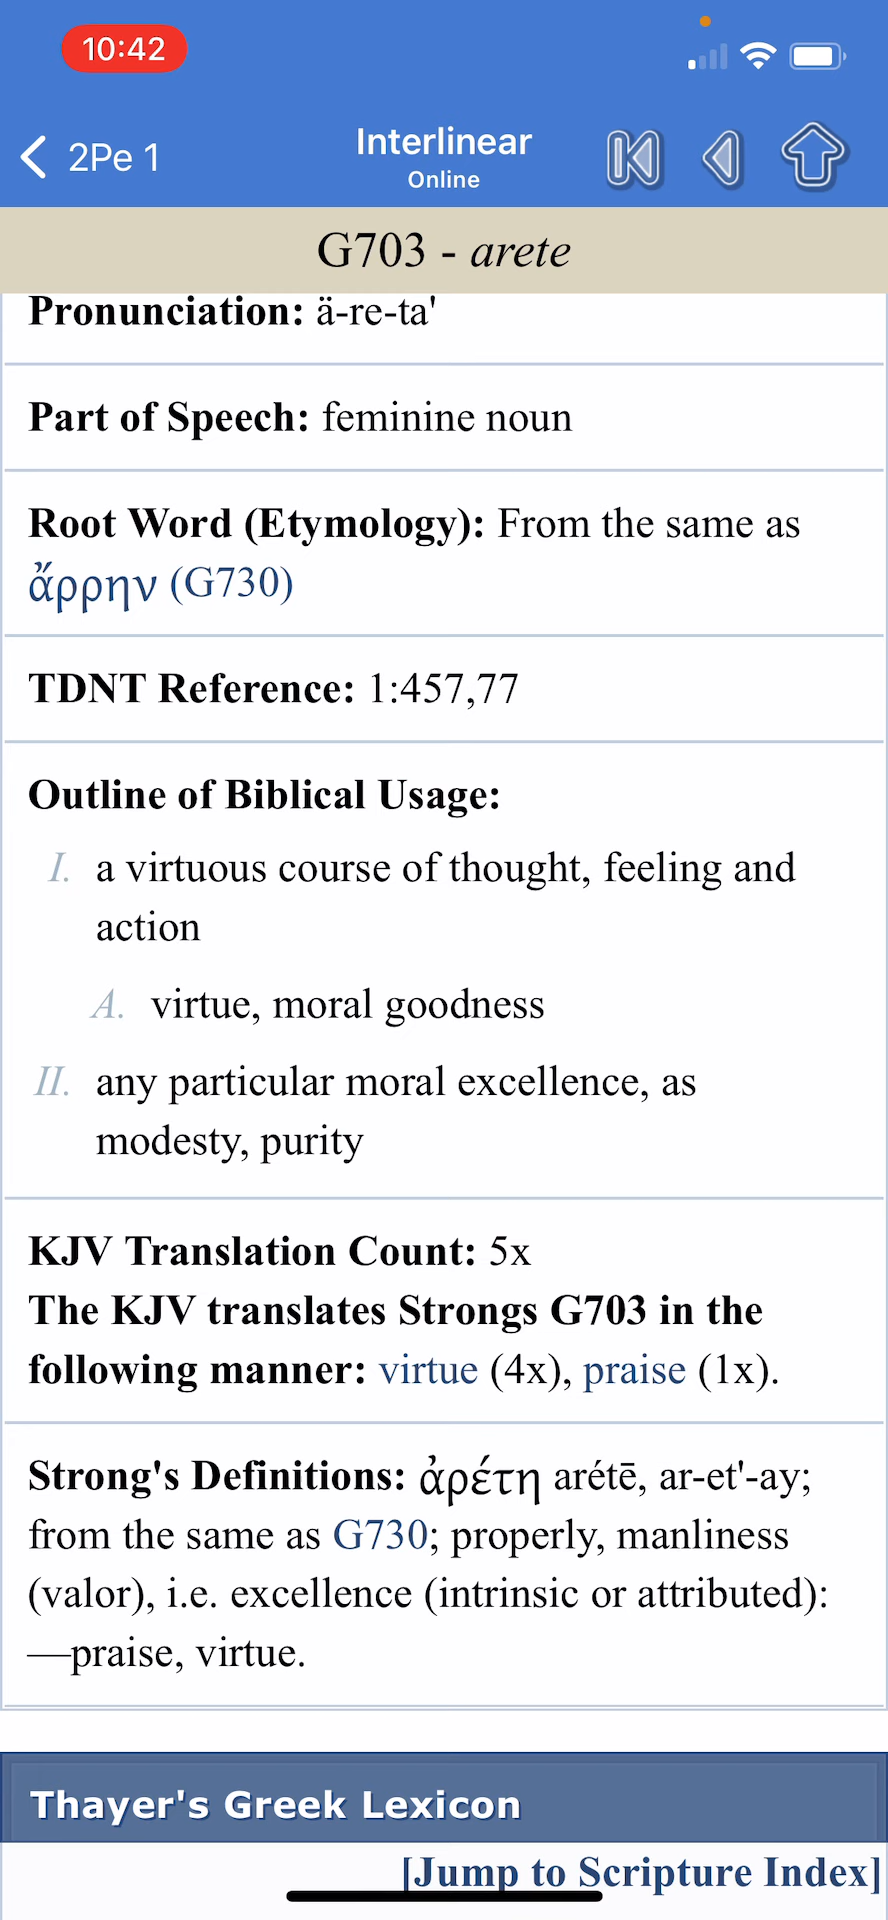 10:42
2Pe 1
Interlinear
Online
G703 - arete
Pronunciation: ä-re-ta'
Part of Speech: feminine noun
Root Word (Etymology): From the same as
ἄρρην (G730)
TDNT Reference: 1:457,77
Outline of Biblical Usage:
I. a virtuous course of thought, feeling and
action
A. virtue, moral goodness
II. any particular moral excellence, as
modesty, purity
KJV Translation Count: 5x
The KJV translates Strongs G703 in the
following manner: virtue (4x), praise (1x).
Strong's Definitions: ἀρέτη arétē, ar-et'-ay;
from the same as G730; properly, manliness
(valor), i.e. excellence (intrinsic or attributed):
—praise, virtue.
Thayer's Greek Lexicon
[Jump to Scripture Index]